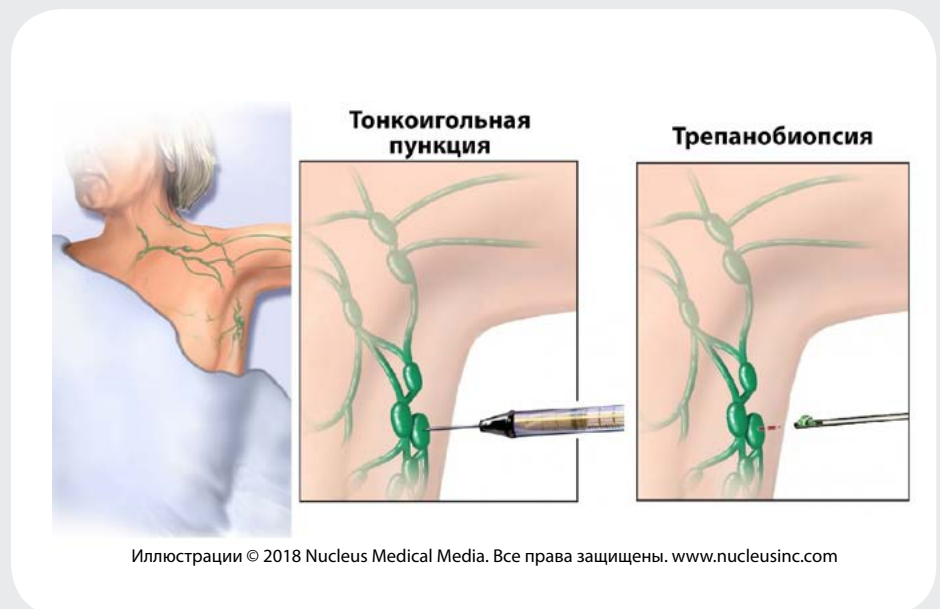 Тонкоигольная
пункция
Трепанобиопсия
Иллюстрации © 2018 Nucleus Medical Media. Все права защищены. www.nucleusinc.com